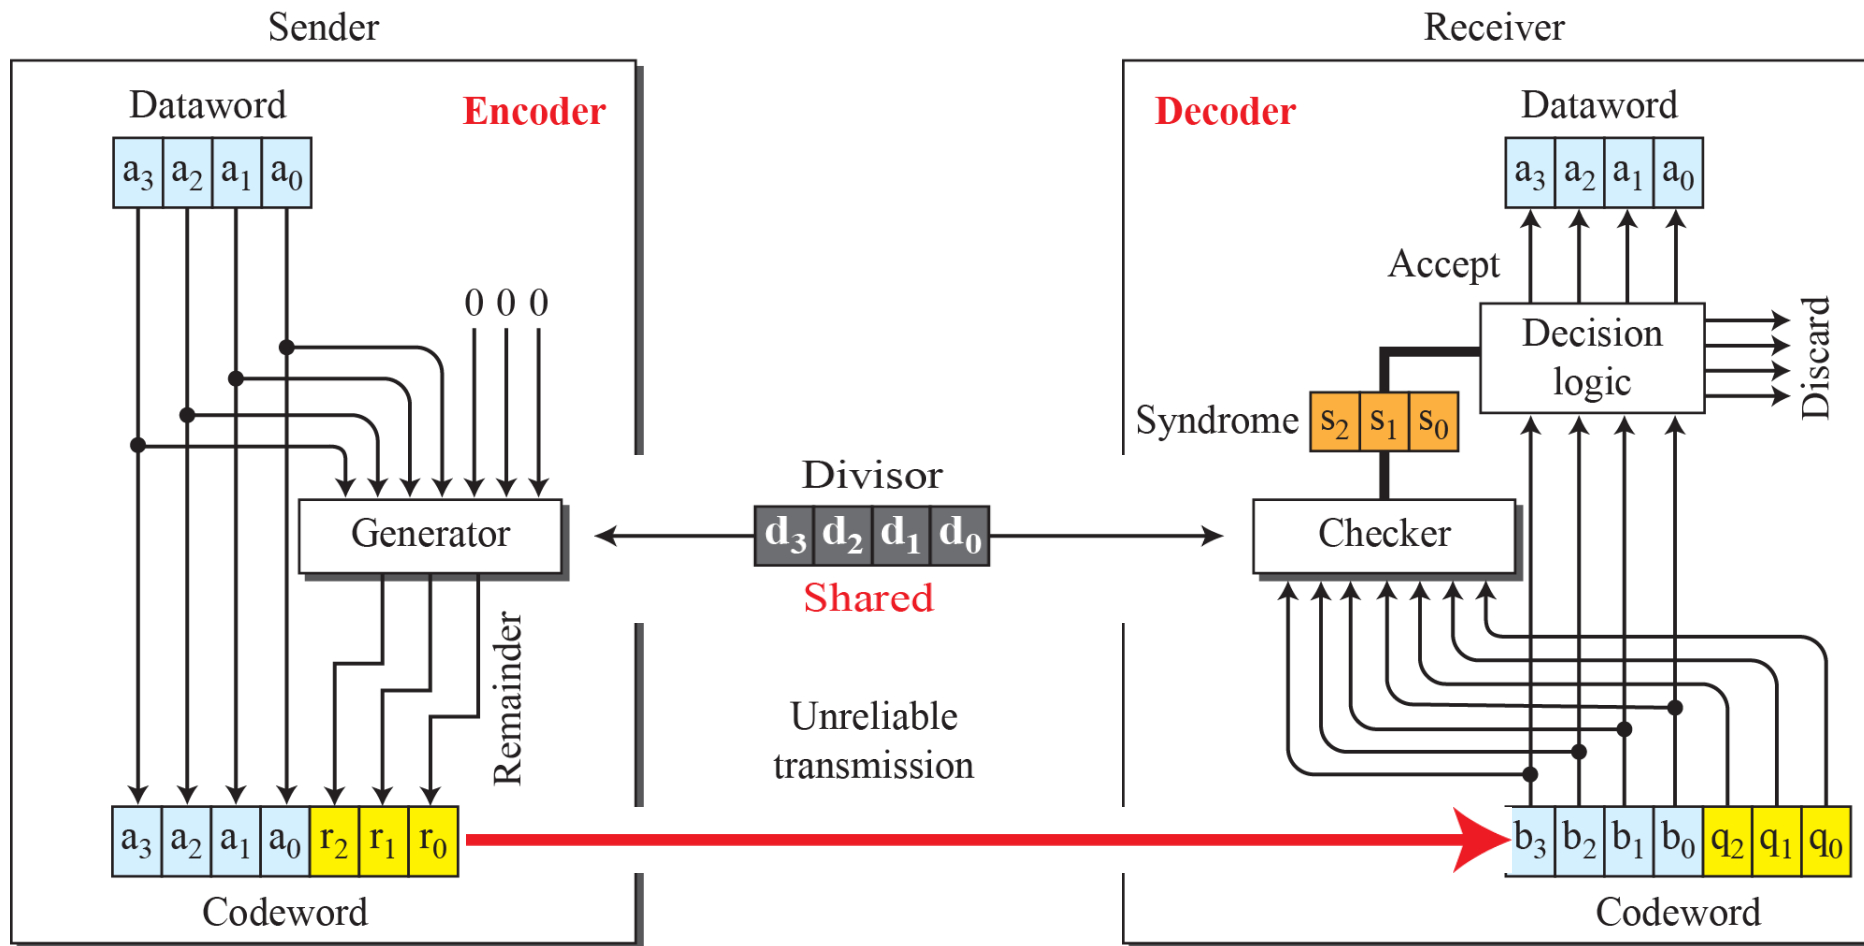 Sender
Dataword
Encoder
a3 a2 a1 a0
0 0 0
Generator
Remainder
a3 a2 a1 a0 r2 r1 r0
Codeword
Divisor
d3 d2 d1 d0
Shared
Unreliable
transmission
Receiver
Decoder
Dataword
a3 a2 a1 a0
Accept
Decision
logic
Discard
Syndrome
s2 s1 s0
Checker
b3 b2 b1 b0 q2 q1 q0
Codeword